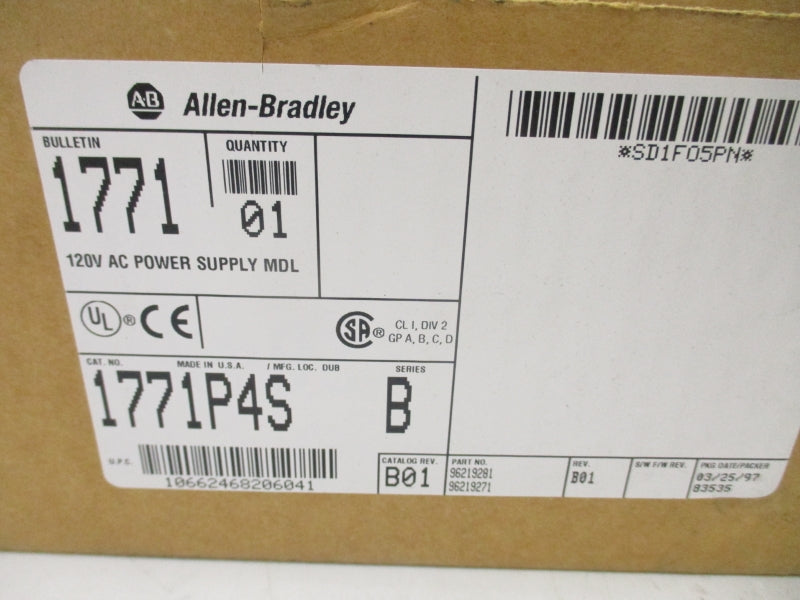 A-B Allen-Bradley
*SD1F05PN*
BULLETIN
1771
QUANTITY
01
120V AC POWER SUPPLY MDL
UL® CE
SA® CL I, DIV 2
GP A, B, C, D
CAT. NO. MADE IN U.S.A. / MFG. LOC. DUB SERIES
1771P4S B
U.P.C.
10662468206041
CATALOG REV.
B01
PART NO.
96219281
96219271
REV.
B01
S/W F/W REV.
PKG DATE/PACKER
03/25/97
83535